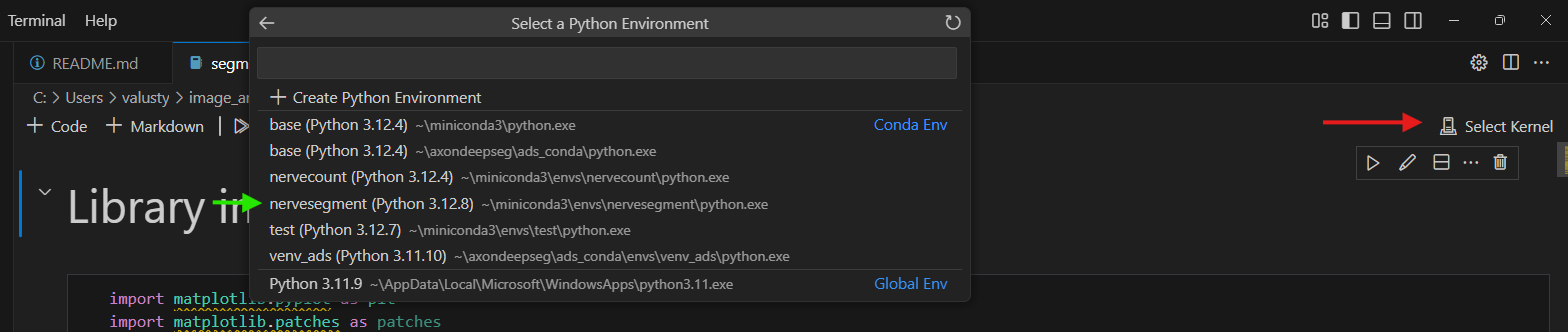 Terminal Help
Select a Python Environment
README.md
segm
+ Create Python Environment
C: > Users > valusty > image_ar
+ Code + Markdown
base (Python 3.12.4) ~\miniconda3\python.exe Conda Env
base (Python 3.12.4) ~\axondeepseg\ads_conda\python.exe
nervecount (Python 3.12.4) ~\miniconda3\envs\nervecount\python.exe
nervesegment (Python 3.12.8) ~\miniconda3\envs\nervesegment\python.exe
test (Python 3.12.7) ~\miniconda3\envs\test\python.exe
venv_ads (Python 3.11.10) ~\axondeepseg\ads_conda\envs\venv_ads\python.exe
Python 3.11.9 ~\AppData\Local\Microsoft\WindowsApps\python3.11.exe Global Env
Select Kernel
Library in
import matplotlib.pyplot as plt
import matplotlib.patches as patches